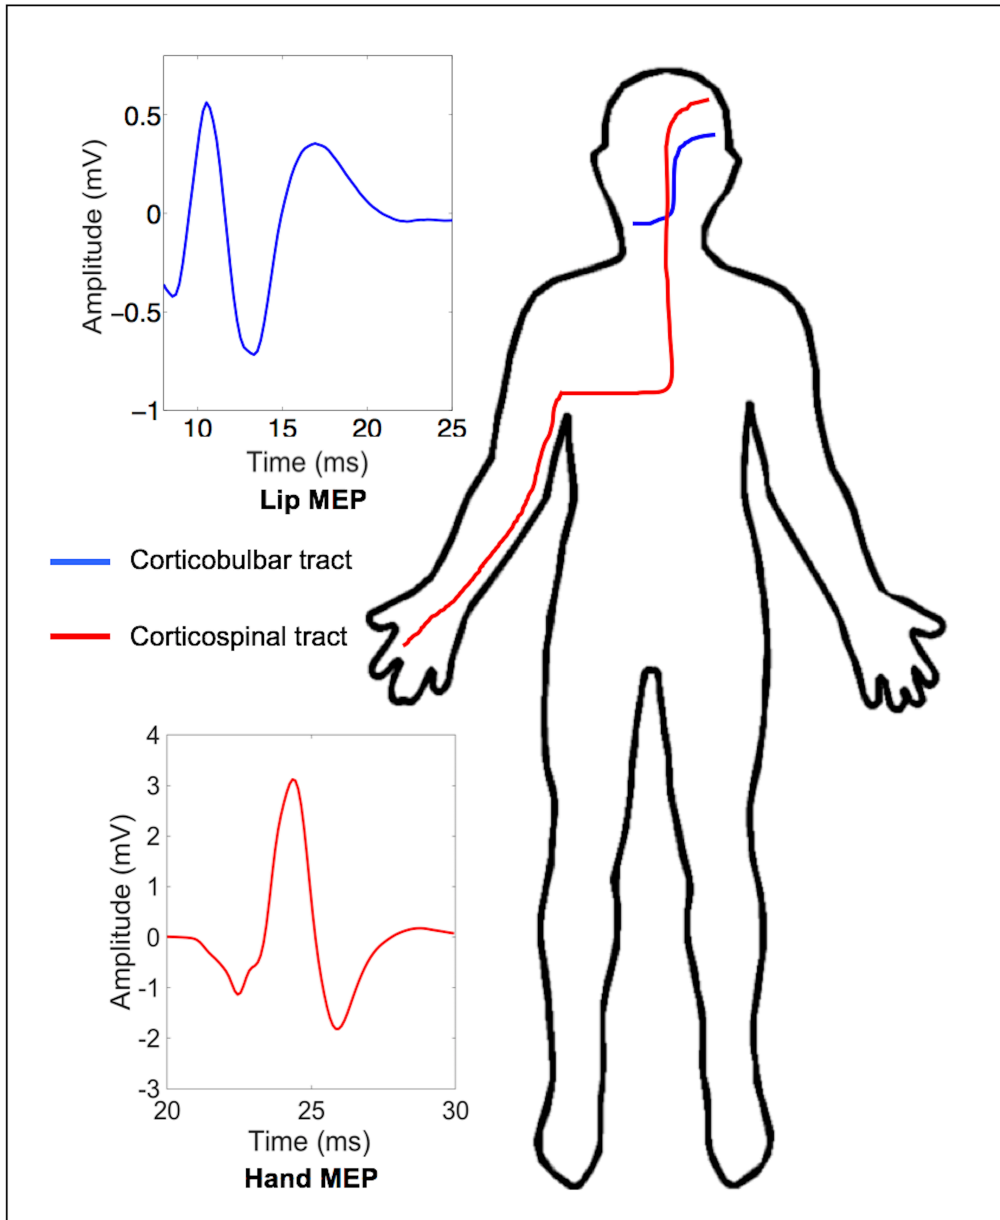 0.5
0
−0.5
−1
Amplitude (mV)
10 15 20 25
Time (ms)
Lip MEP
Corticobulbar tract
Corticospinal tract
4
3
2
1
0
-1
-2
-3
Amplitude (mV)
20 25 30
Time (ms)
Hand MEP